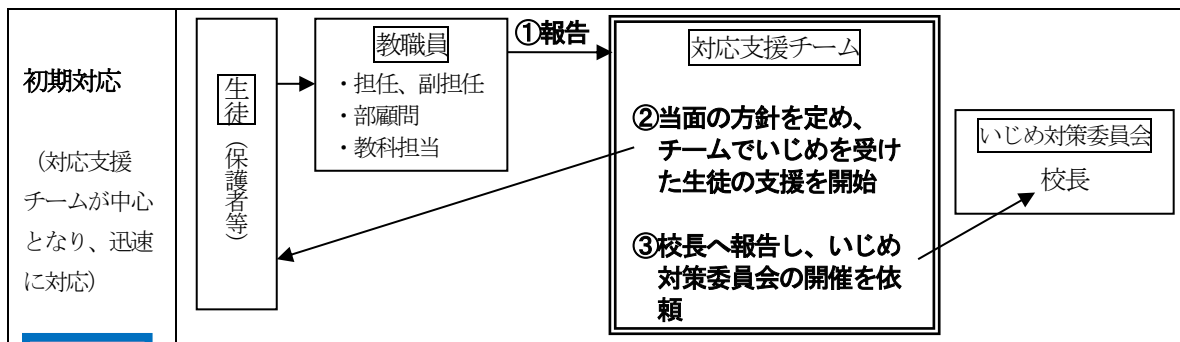 初期対応
(対応支援
チームが中心
となり、迅速
に対応)
生徒(保護者等)
教職員
・担任、副担任
・部顧問
・教科担当
①報告
対応支援チーム
②当面の方針を定め、
チームでいじめを受け
た生徒の支援を開始
③校長へ報告し、いじめ
対策委員会の開催を依
頼
いじめ対策委員会
校長